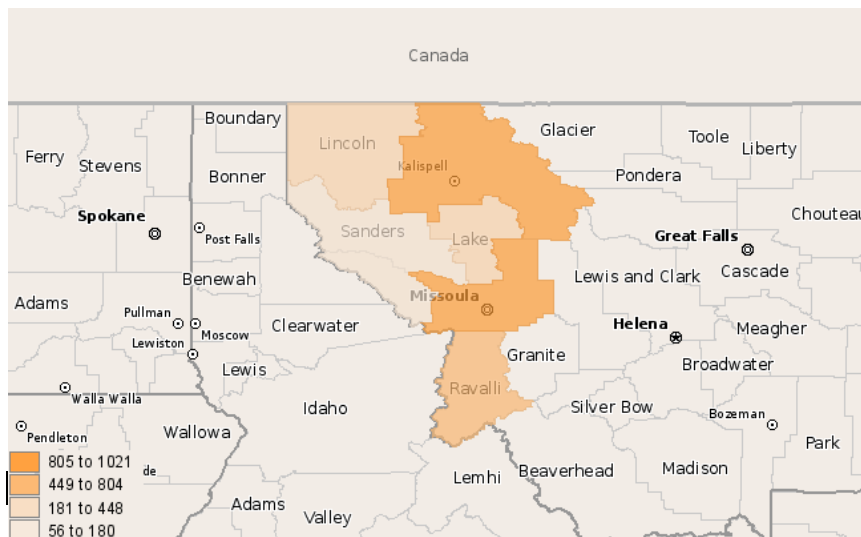 Canada
Boundary
Lincoln
Glacier
Toole
Liberty
Ferry
Stevens
Kalispell
Bonner
Pondera
Spokane
Chouteau
Post Falls
Sanders
Lake
Great Falls
Lewis and Clark
Cascade
Benewah
Adams
Missoula
Pullman
Moscow
Clearwater
Helena
Meagher
Lewiston
Granite
Broadwater
Lewis
Ravalli
Walla Walla
Idaho
Silver Bow
Bozeman
Pendleton
Wallowa
Park
805 to 1021
de
Lemhi
Beaverhead
Madison
449 to 804
181 to 448
Adams
Valley
56 to 180